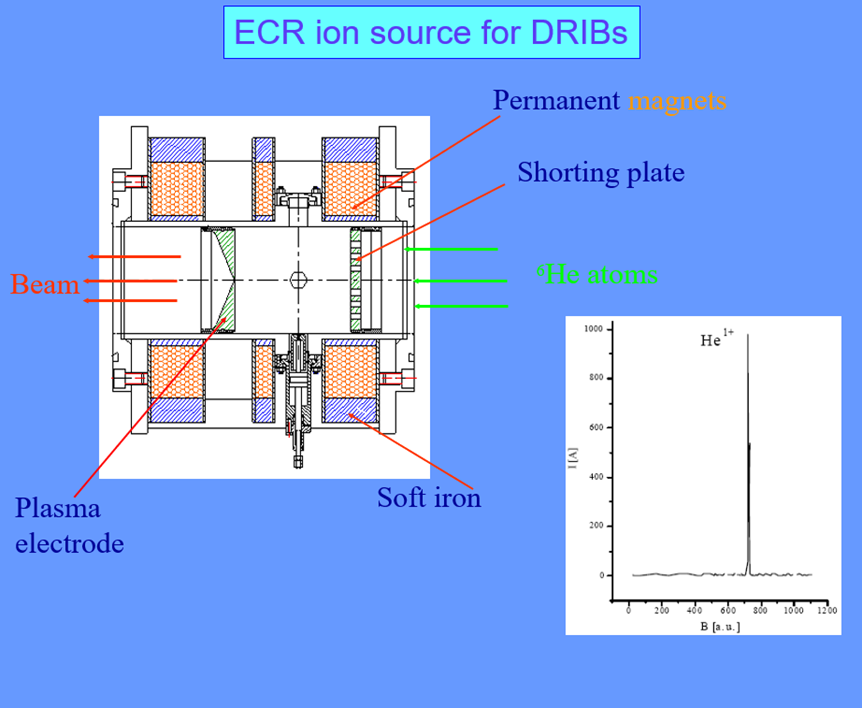 ECR ion source for DRIBs
Permanent magnets
Shorting plate
⁶He atoms
Beam
Plasma
electrode
Soft iron
He¹⁺
1000
800
600
400
200
0
I [A]
0 200 400 600 800 1000 1200
B [a.u.]